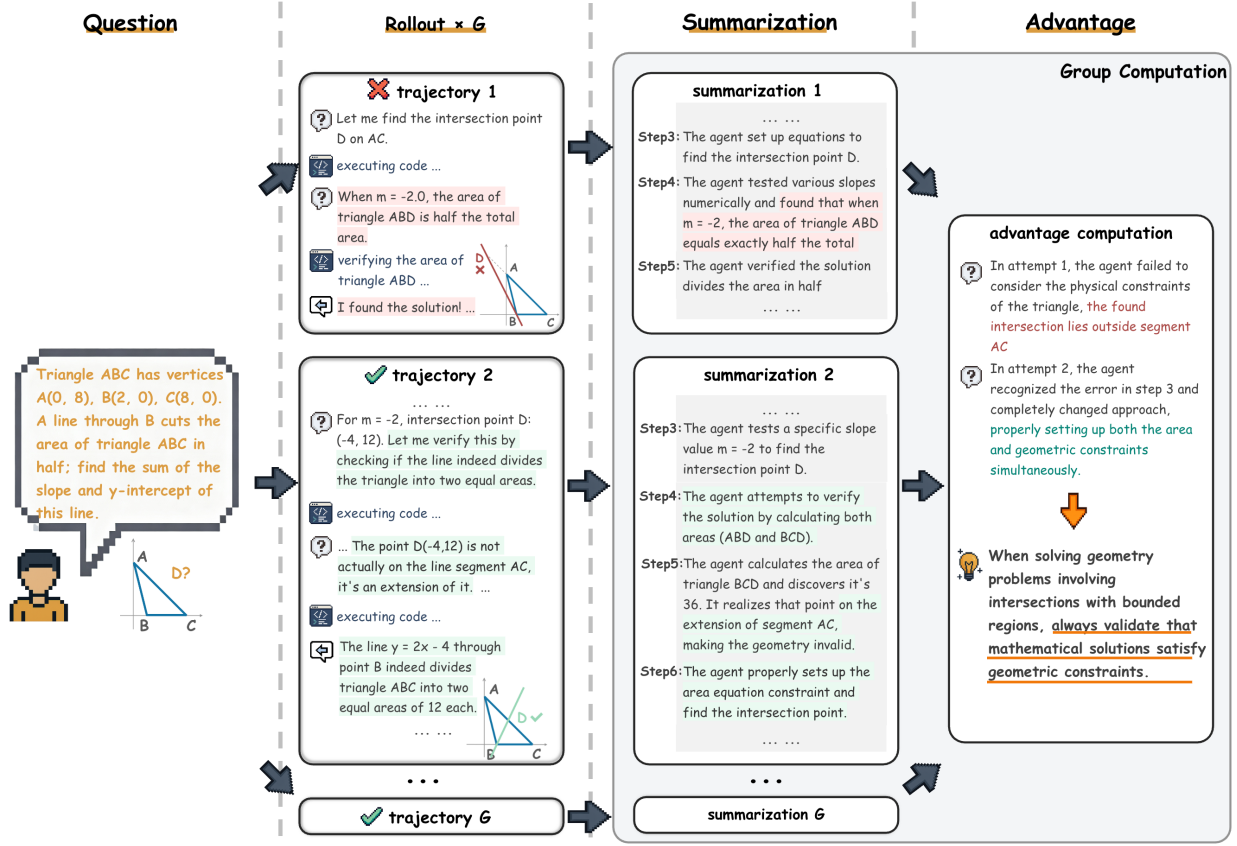 Question
Rollout × G
Summarization
Advantage
Group Computation
Triangle ABC has vertices
A(0, 8), B(2, 0), C(8, 0).
A line through B cuts the
area of triangle ABC in
half; find the sum of the
slope and y-intercept of
this line.
A
D?
B
C
trajectory 1
Let me find the intersection point
D on AC.
executing code ...
When m = -2.0, the area of
triangle ABD is half the total
area.
verifying the area of
triangle ABD ...
I found the solution! ...
D
A
B
C
trajectory 2
... ...
For m = -2, intersection point D:
(-4, 12). Let me verify this by
checking if the line indeed divides
the triangle into two equal areas.
executing code ...
... The point D(-4,12) is not
actually on the line segment AC,
it's an extension of it. ...
executing code ...
The line y = 2x - 4 through
point B indeed divides
triangle ABC into two
equal areas of 12 each.
... ...
A
D
B
C
...
trajectory G
summarization 1
... ...
Step3: The agent set up equations to
find the intersection point D.
Step4: The agent tested various slopes
numerically and found that when
m = -2, the area of triangle ABD
equals exactly half the total
Step5: The agent verified the solution
divides the area in half
... ...
summarization 2
... ...
Step3: The agent tests a specific slope
value m = -2 to find the
intersection point D.
Step4: The agent attempts to verify
the solution by calculating both
areas (ABD and BCD).
Step5: The agent calculates the area of
triangle BCD and discovers it's
36. It realizes that point on the
extension of segment AC,
making the geometry invalid.
Step6: The agent properly sets up the
area equation constraint and
find the intersection point.
... ...
...
summarization G
advantage computation
In attempt 1, the agent failed to
consider the physical constraints
of the triangle, the found
intersection lies outside segment
AC
In attempt 2, the agent
recognized the error in step 3 and
completely changed approach,
properly setting up both the area
and geometric constraints
simultaneously.
When solving geometry
problems involving
intersections with bounded
regions, always validate that
mathematical solutions satisfy
geometric constraints.